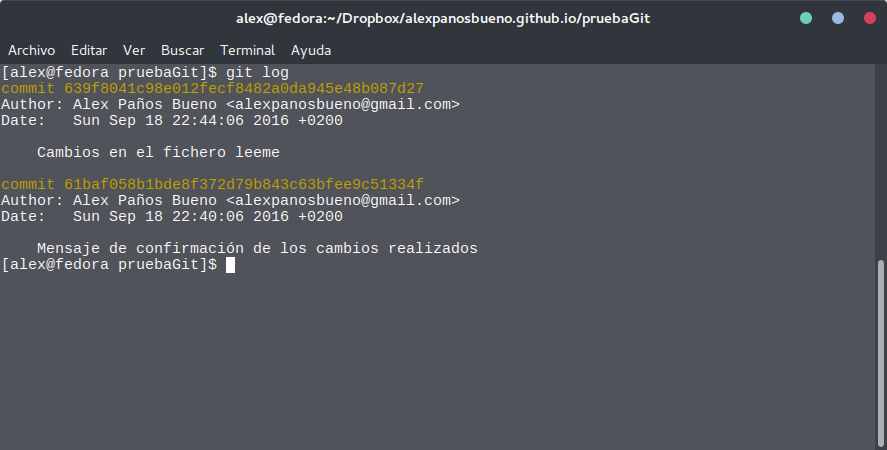 alex@fedora:~/Dropbox/alexpanosbueno.github.io/pruebaGit
Archivo Editar Ver Buscar Terminal Ayuda
[alex@fedora pruebaGit]$ git log
commit 639f8041c98e012fecf8482a0da945e48b087d27
Author: Alex Paños Bueno <alexpanosbueno@gmail.com>
Date:   Sun Sep 18 22:44:06 2016 +0200
    Cambios en el fichero leeme
commit 61baf058b1bde8f372d79b843c63bfee9c51334f
Author: Alex Paños Bueno <alexpanosbueno@gmail.com>
Date:   Sun Sep 18 22:40:06 2016 +0200
    Mensaje de confirmación de los cambios realizados
[alex@fedora pruebaGit]$